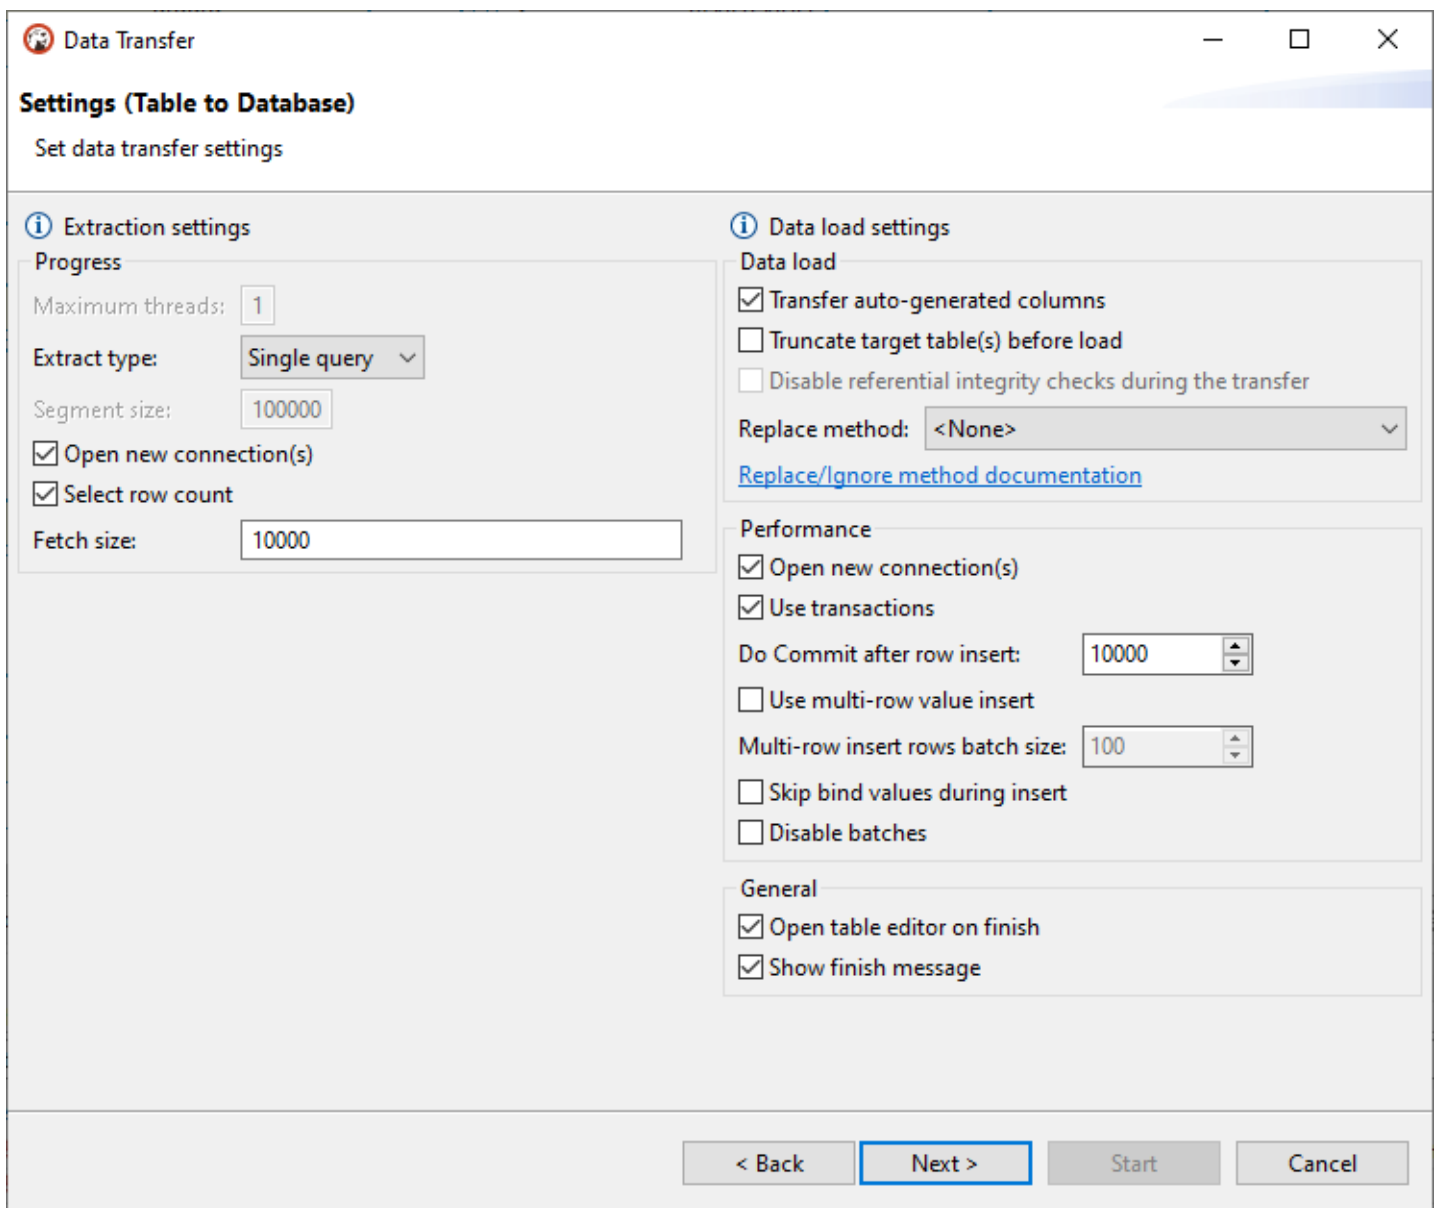 Data Transfer
Settings (Table to Database)
Set data transfer settings
Extraction settings
Progress
Maximum threads: 1
Extract type: Single query
Segment size: 100000
Open new connection(s)
Select row count
Fetch size: 10000
Data load settings
Data load
Transfer auto-generated columns
Truncate target table(s) before load
Disable referential integrity checks during the transfer
Replace method: <None>
Replace/Ignore method documentation
Performance
Open new connection(s)
Use transactions
Do Commit after row insert: 10000
Use multi-row value insert
Multi-row insert rows batch size: 100
Skip bind values during insert
Disable batches
General
Open table editor on finish
Show finish message
< Back Next > Start Cancel